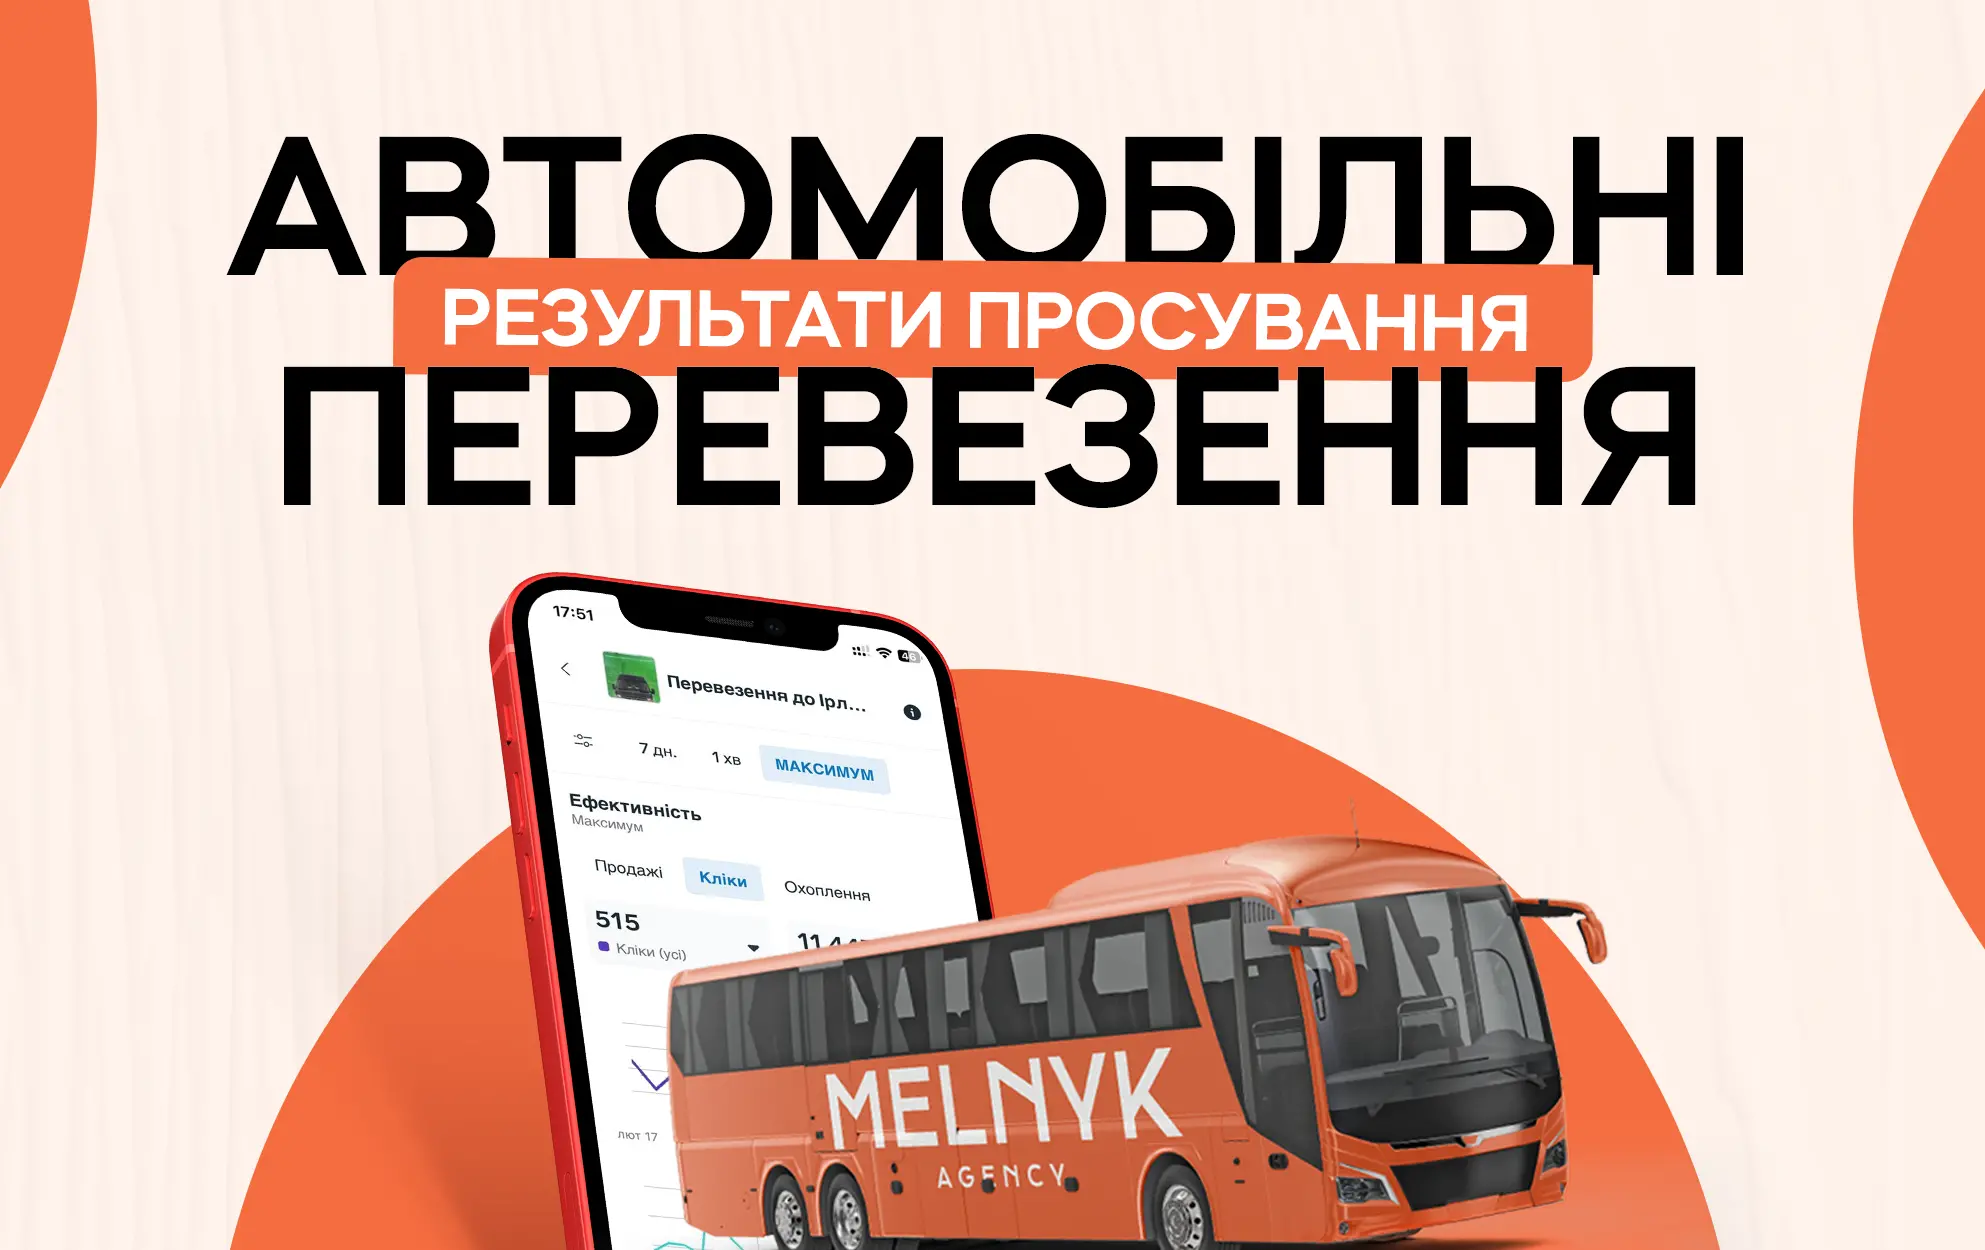 АВТОМОБІЛЬНІ
РЕЗУЛЬТАТИ ПРОСУВАННЯ
ПЕРЕВЕЗЕННЯ
17:51
46
Перевезення до Ірл...
7 дн. 1 хв МАКСИМУМ
Ефективність
Максимум
Продажі Кліки Охоплення
515
Кліки (усі)
лют 17
MELNYK
AGENCY